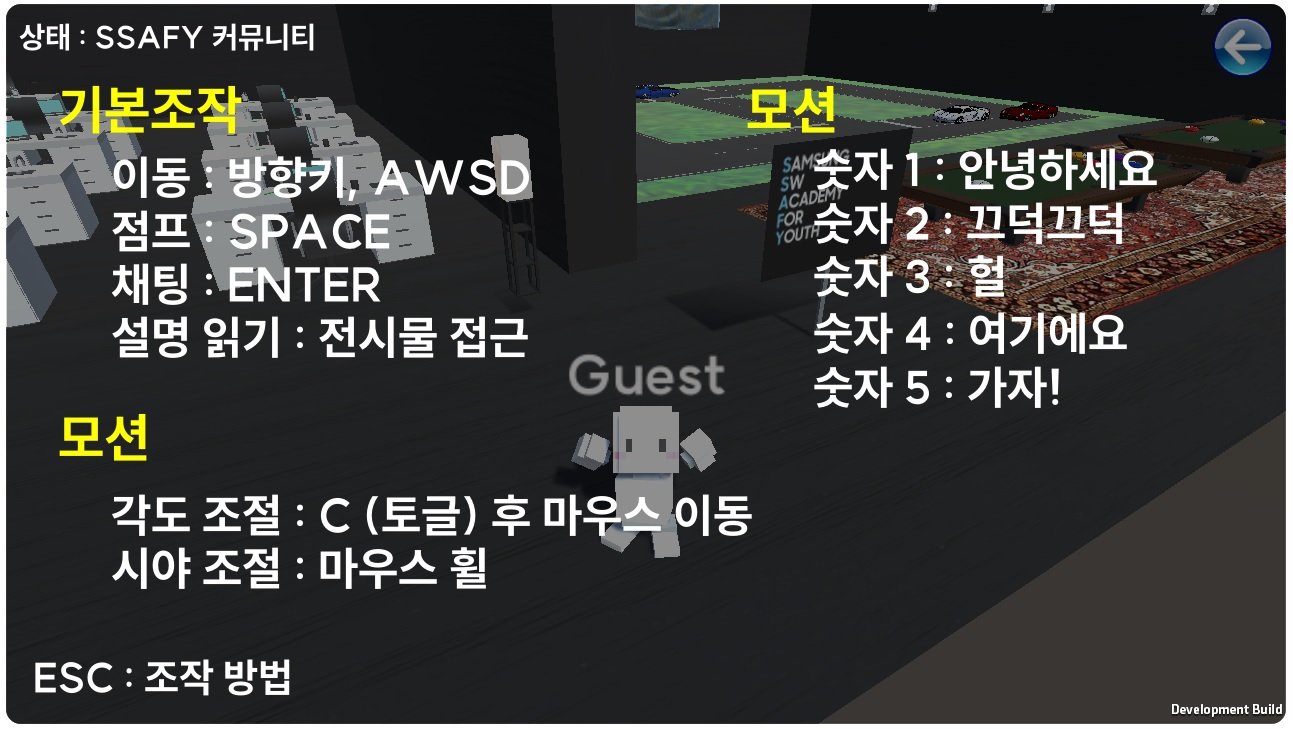 상태 : SSAFY 커뮤니티
기본조작
이동 : 방향키, AWSD
점프 : SPACE
채팅 : ENTER
설명 읽기 : 전시물 접근
모션
각도 조절 : C (토글) 후 마우스 이동
시야 조절 : 마우스 휠
모션
숫자 1 : 안녕하세요
숫자 2 : 끄덕끄덕
숫자 3 : 헐
숫자 4 : 여기에요
숫자 5 : 가자!
SAMSUNG
SW
ACADEMY
FOR
YOUTH
Guest
ESC : 조작 방법
Development Build